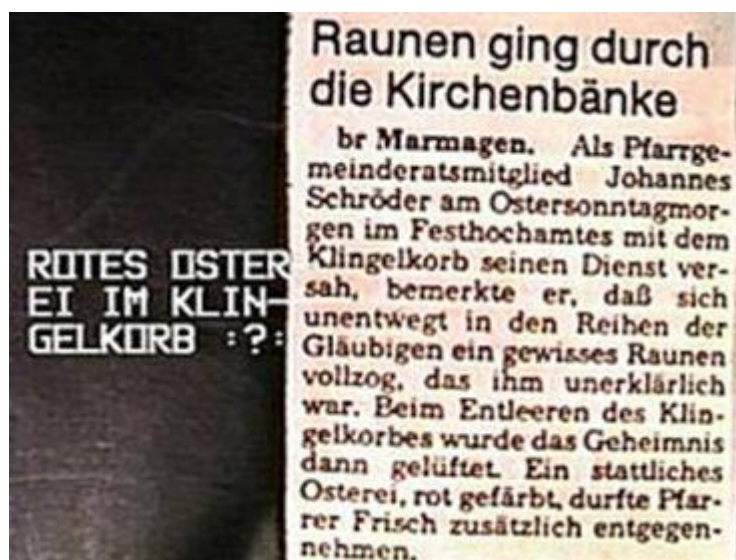 ROTES OSTER
EI IM KLIN-
GELKORB :?:
Raunen ging durch
die Kirchenbänke
br Marmagen. Als Pfarrge-
meinderatsmitglied Johannes
Schröder am Ostersonntagmor-
gen im Festhochamtes mit dem
Klingelkorb seinen Dienst ver-
sah, bemerkte er, daß sich
unentwegt in den Reihen der
Gläubigen ein gewisses Raunen
vollzog, das ihm unerklärlich
war. Beim Entleeren des Klin-
gelkorbes wurde das Geheimnis
dann gelüftet. Ein stattliches
Osterei, rot gefärbt, durfte Pfar-
rer Frisch zusätzlich entgegen-
nehmen.